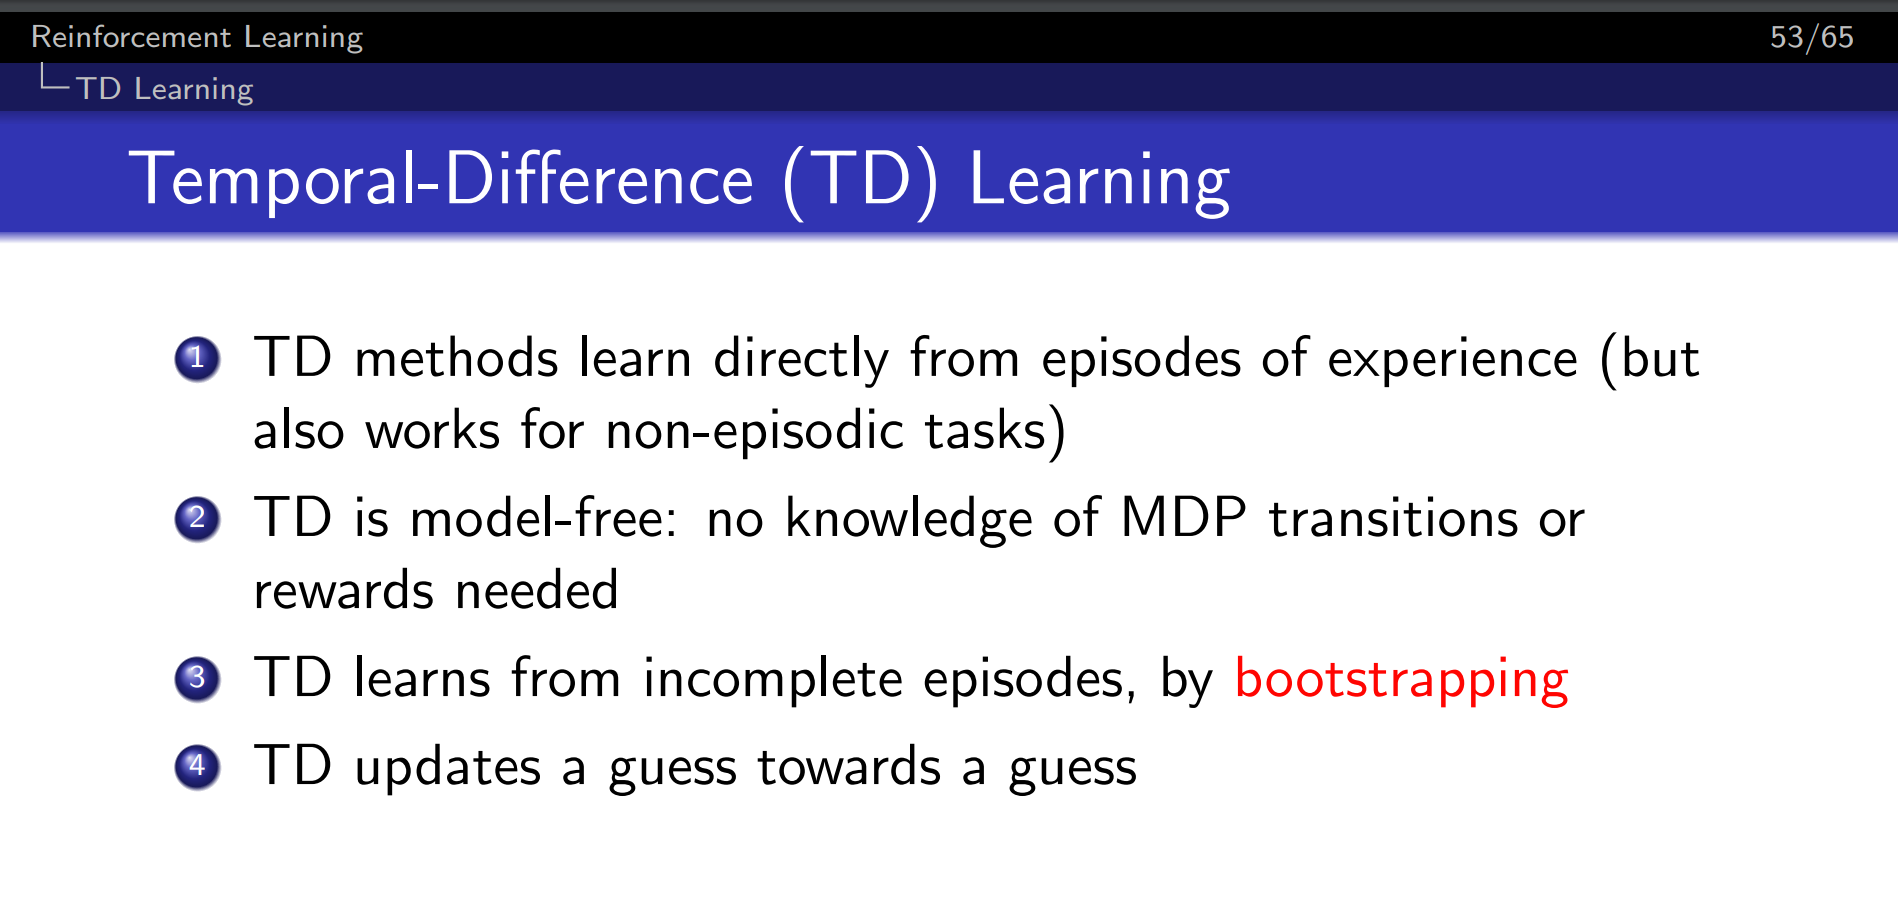 Reinforcement Learning
53/65
TD Learning
Temporal-Difference (TD) Learning
1 TD methods learn directly from episodes of experience (but
also works for non-episodic tasks)
2 TD is model-free: no knowledge of MDP transitions or
rewards needed
3 TD learns from incomplete episodes, by bootstrapping
4 TD updates a guess towards a guess